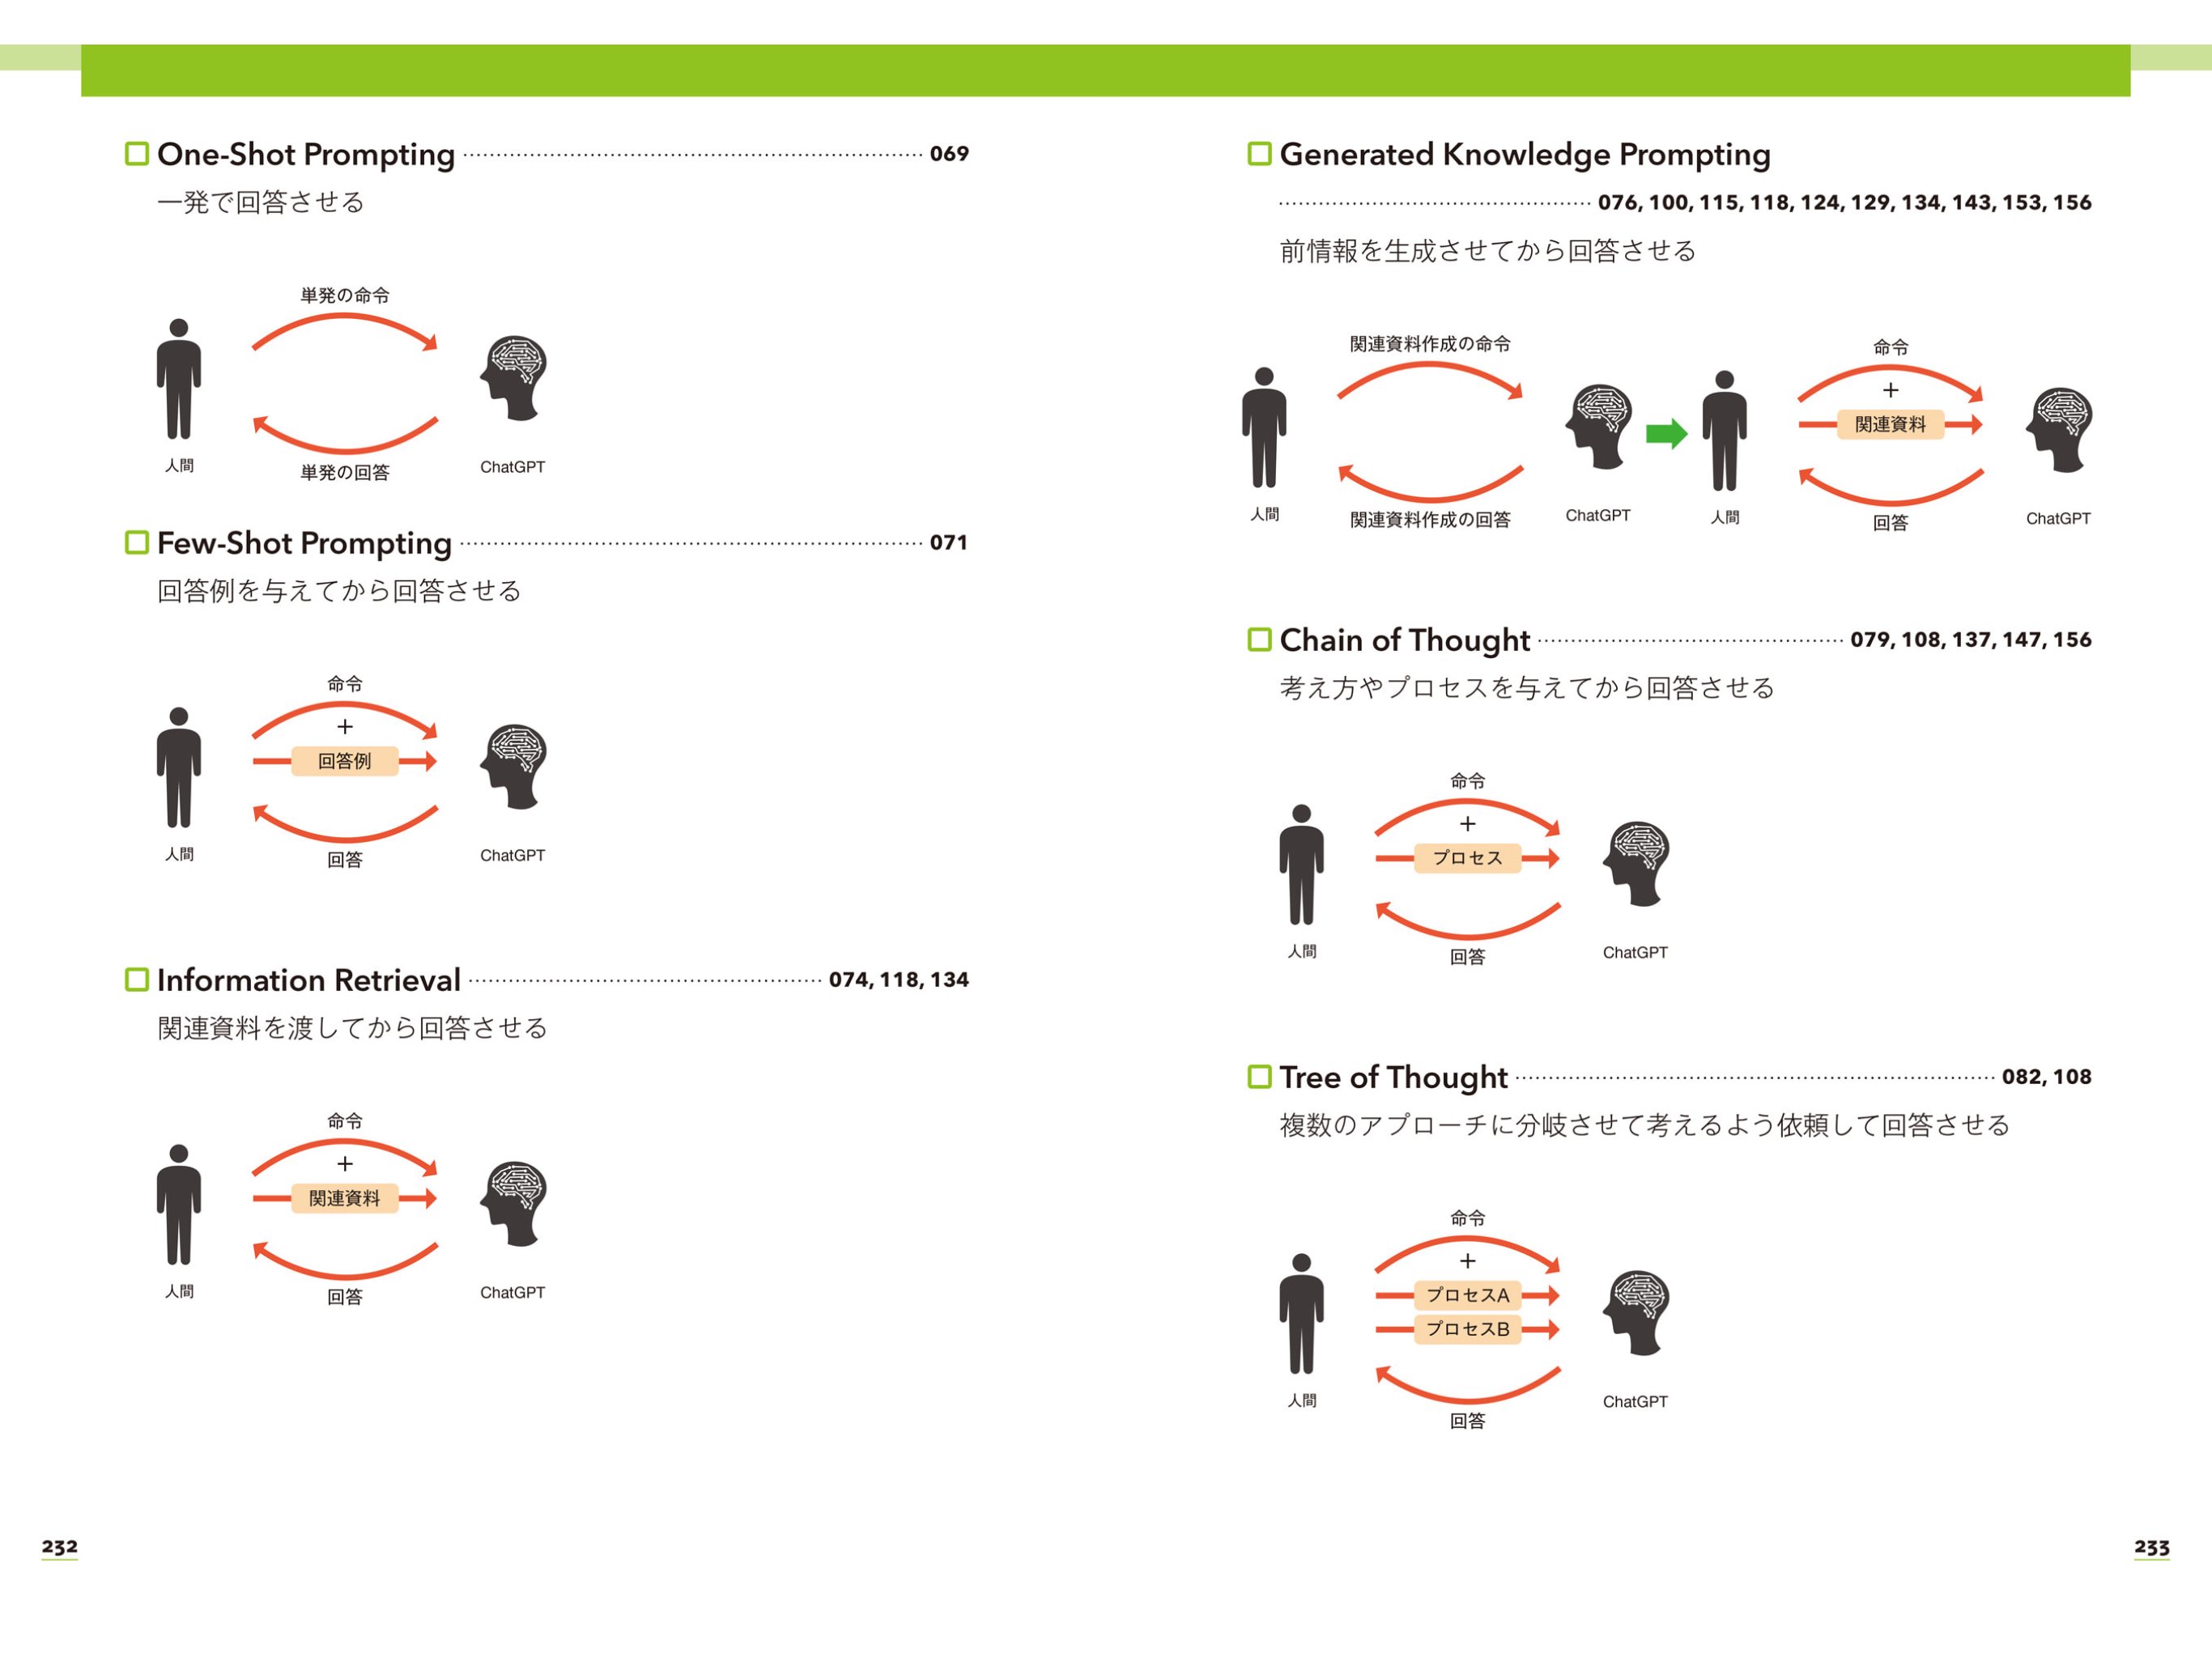 One-Shot Prompting 069
一発で回答させる
単発の命令
人間
ChatGPT
単発の回答
Few-Shot Prompting 071
回答例を与えてから回答させる
命令
+
回答例
人間
ChatGPT
回答
Information Retrieval 074, 118, 134
関連資料を渡してから回答させる
命令
+
関連資料
人間
ChatGPT
回答
232
Generated Knowledge Prompting
076, 100, 115, 118, 124, 129, 134, 143, 153, 156
前情報を生成させてから回答させる
関連資料作成の命令
人間
関連資料作成の回答
ChatGPT
命令
+
関連資料
人間
回答
ChatGPT
Chain of Thought 079, 108, 137, 147, 156
考え方やプロセスを与えてから回答させる
命令
+
プロセス
人間
ChatGPT
回答
Tree of Thought 082, 108
複数のアプローチに分岐させて考えるよう依頼して回答させる
命令
+
プロセスA
プロセスB
人間
ChatGPT
回答
233